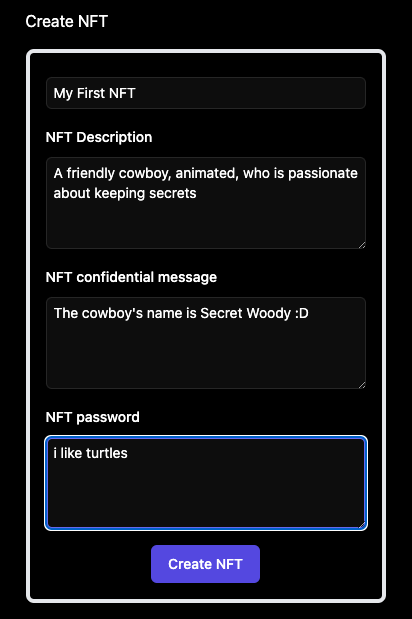 Create NFT
My First NFT
NFT Description
A friendly cowboy, animated, who is passionate
about keeping secrets
NFT confidential message
The cowboy's name is Secret Woody :D
NFT password
i like turtles
Create NFT